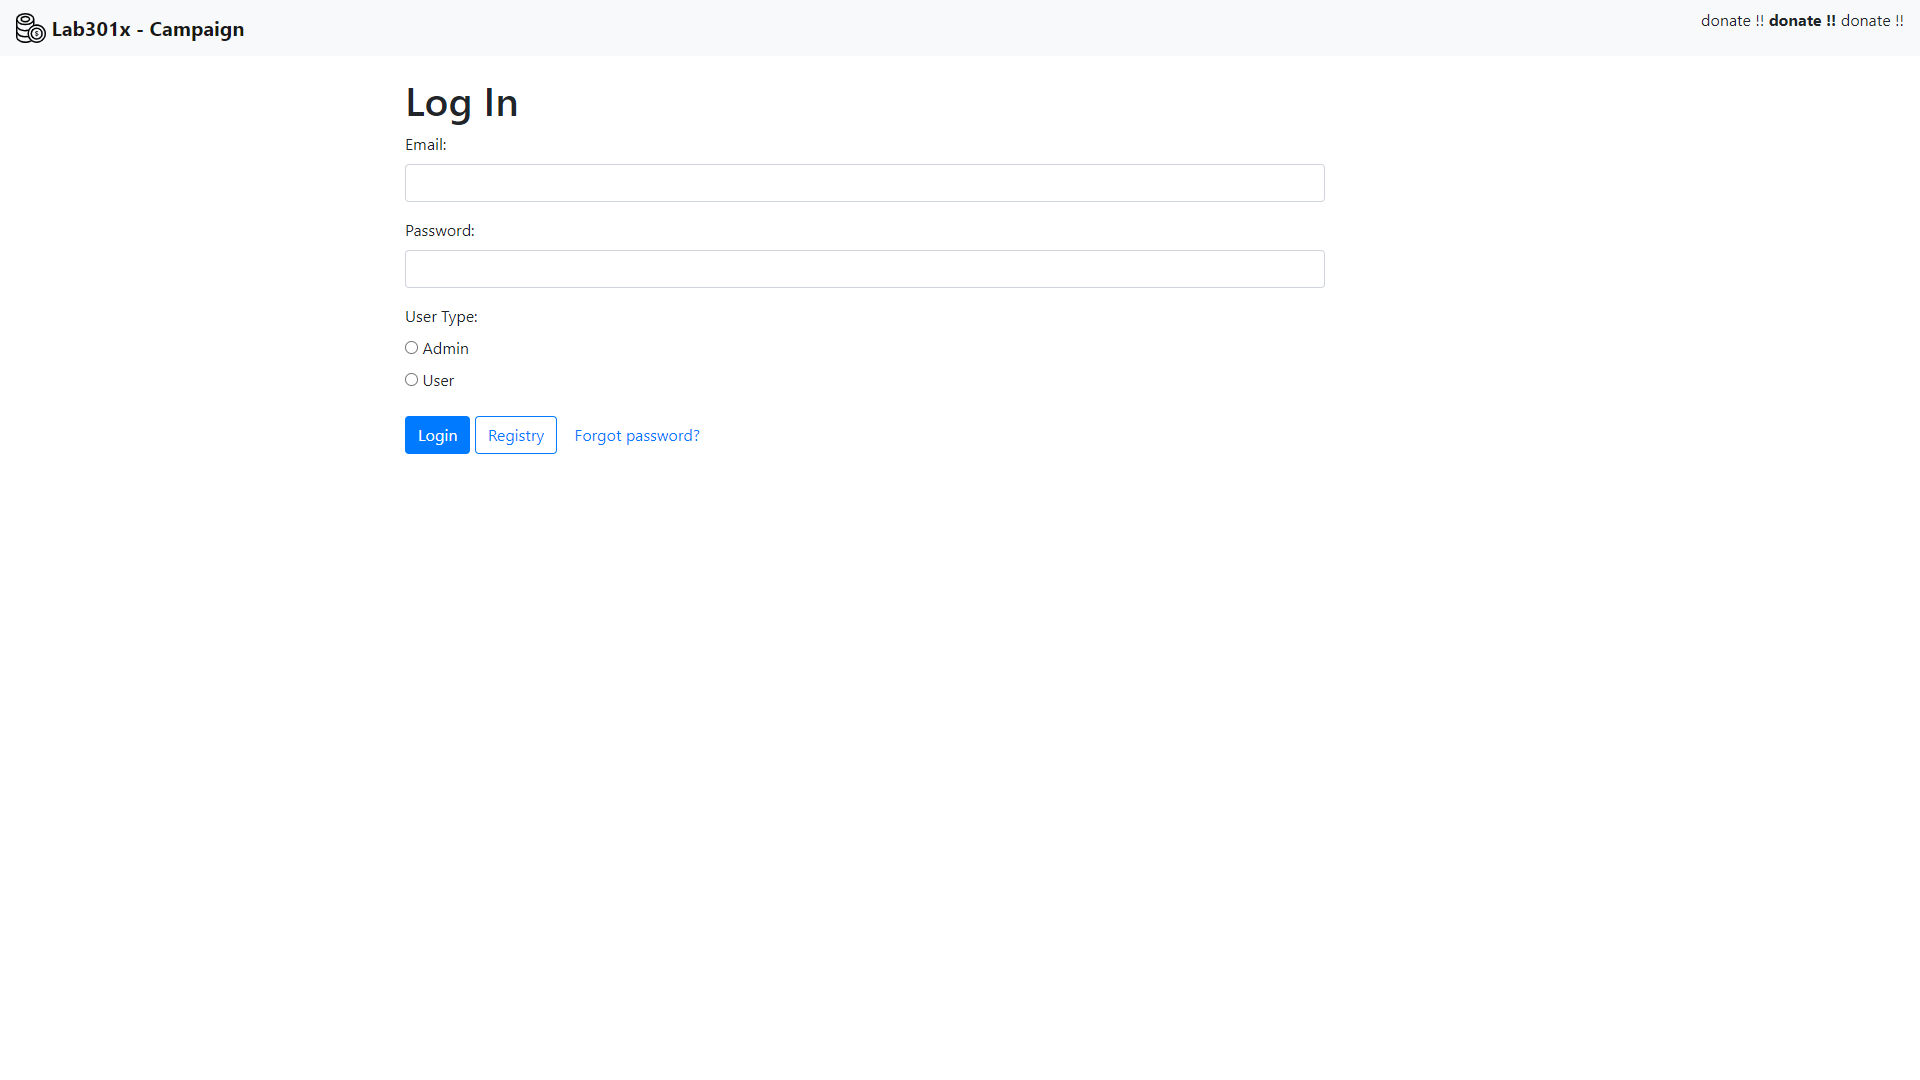 Lab301x - Campaign
donate !! donate !! donate !!
Log In
Email:
Password:
User Type:
Admin
User
Login Registry Forgot password?